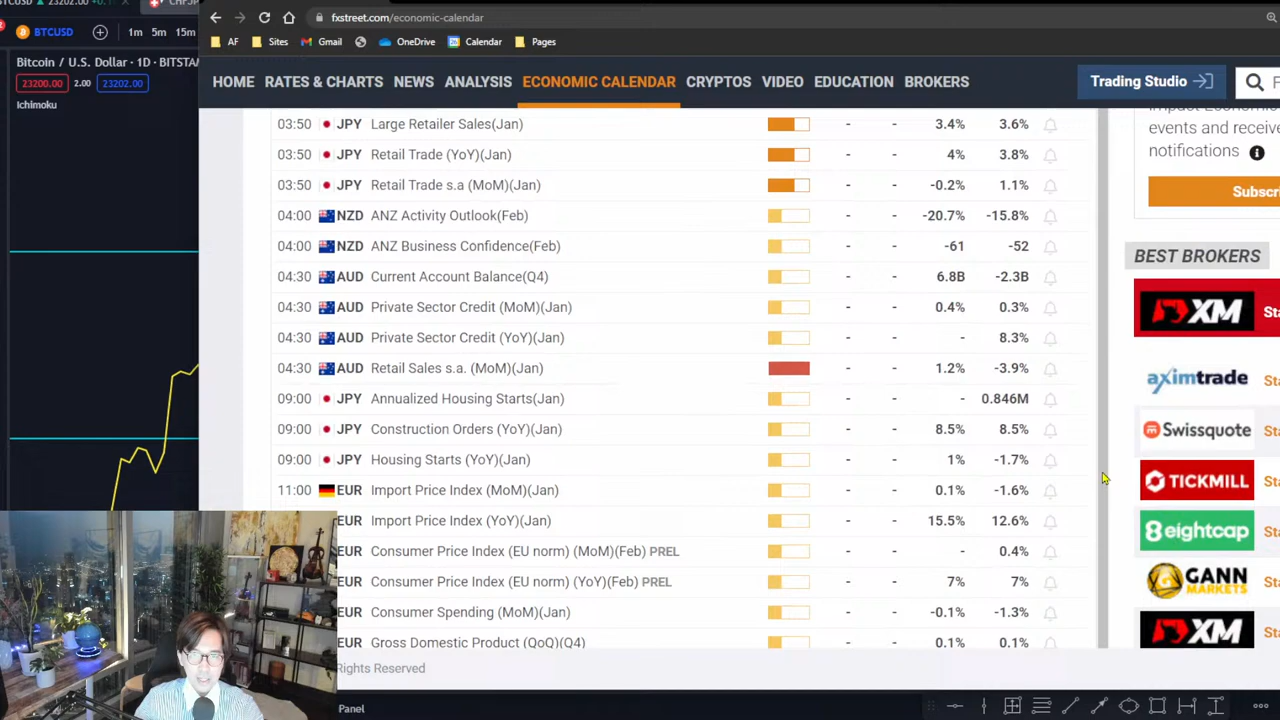 23202.00
BTCUSD
1m 5m 15m
Bitcoin / U.S. Dollar · 1D · BITSTA
23200.00 2.00 23202.00
Ichimoku
fxstreet.com/economic-calendar
AF Sites Gmail OneDrive Calendar Pages
HOME RATES & CHARTS NEWS ANALYSIS ECONOMIC CALENDAR CRYPTOS VIDEO EDUCATION BROKERS
Trading Studio
03:50 JPY Large Retailer Sales(Jan) - - 3.4% 3.6%
03:50 JPY Retail Trade (YoY)(Jan) - - 4% 3.8%
03:50 JPY Retail Trade s.a (MoM)(Jan) - - -0.2% 1.1%
04:00 NZD ANZ Activity Outlook(Feb) - - -20.7% -15.8%
04:00 NZD ANZ Business Confidence(Feb) - - -61 -52
04:30 AUD Current Account Balance(Q4) - - 6.8B -2.3B
04:30 AUD Private Sector Credit (MoM)(Jan) - - 0.4% 0.3%
04:30 AUD Private Sector Credit (YoY)(Jan) - - - 8.3%
04:30 AUD Retail Sales s.a. (MoM)(Jan) - - 1.2% -3.9%
09:00 JPY Annualized Housing Starts(Jan) - - - 0.846M
09:00 JPY Construction Orders (YoY)(Jan) - - 8.5% 8.5%
09:00 JPY Housing Starts (YoY)(Jan) - - 1% -1.7%
11:00 EUR Import Price Index (MoM)(Jan) - - 0.1% -1.6%
EUR Import Price Index (YoY)(Jan) - - 15.5% 12.6%
EUR Consumer Price Index (EU norm) (MoM)(Feb) PREL - - - 0.4%
EUR Consumer Price Index (EU norm) (YoY)(Feb) PREL - - 7% 7%
EUR Consumer Spending (MoM)(Jan) - - -0.1% -1.3%
EUR Gross Domestic Product (QoQ)(Q4) - - 0.1% 0.1%
Rights Reserved
Panel
events and receive
notifications
Subscr
BEST BROKERS
XM Sta
aximtrade Sta
Swissquote Sta
TICKMILL Sta
8eightcap Sta
GANN MARKETS Sta
XM Sta